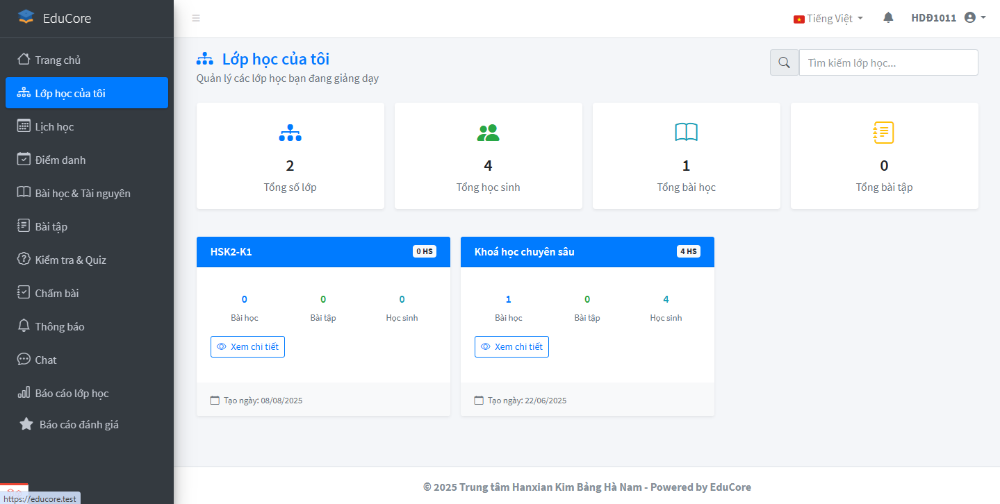 EduCore
Tiếng Việt
HDĐ1011
Trang chủ
Lớp học của tôi
Lịch học
Điểm danh
Bài học & Tài nguyên
Bài tập
Kiểm tra & Quiz
Chấm bài
Thông báo
Chat
Báo cáo lớp học
Báo cáo đánh giá
https://educore.test
Lớp học của tôi
Quản lý các lớp học bạn đang giảng dạy
Tìm kiếm lớp học...
2
Tổng số lớp
4
Tổng học sinh
1
Tổng bài học
0
Tổng bài tập
HSK2-K1
0 HS
0
Bài học
0
Bài tập
0
Học sinh
Xem chi tiết
Tạo ngày: 08/08/2025
Khoá học chuyên sâu
4 HS
1
Bài học
0
Bài tập
4
Học sinh
Xem chi tiết
Tạo ngày: 22/06/2025
© 2025 Trung tâm Hanxian Kim Bảng Hà Nam - Powered by EduCore